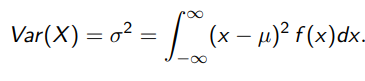 Var(X) = σ² = ∫_{-∞}^{∞} (x − μ)² f(x)dx.